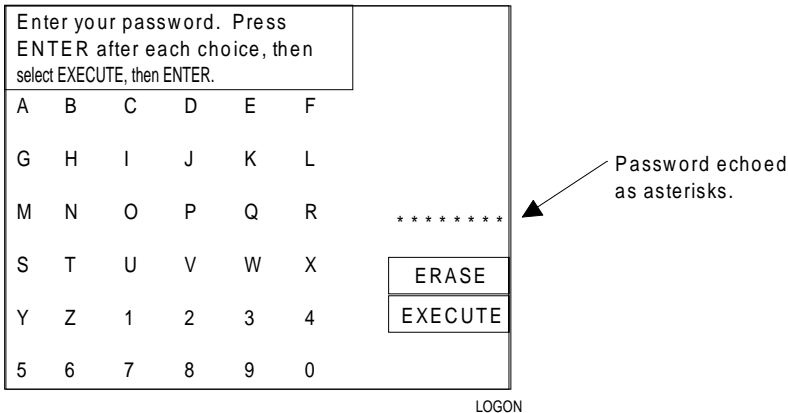 Enter your password. Press
ENTER after each choice, then
select EXECUTE, then ENTER.
A B C D E F
G H I J K L
M N O P Q R
********
S T U V W X
Y Z 1 2 3 4
5 6 7 8 9 0
ERASE
EXECUTE
Password echoed
as asterisks.
LOGON